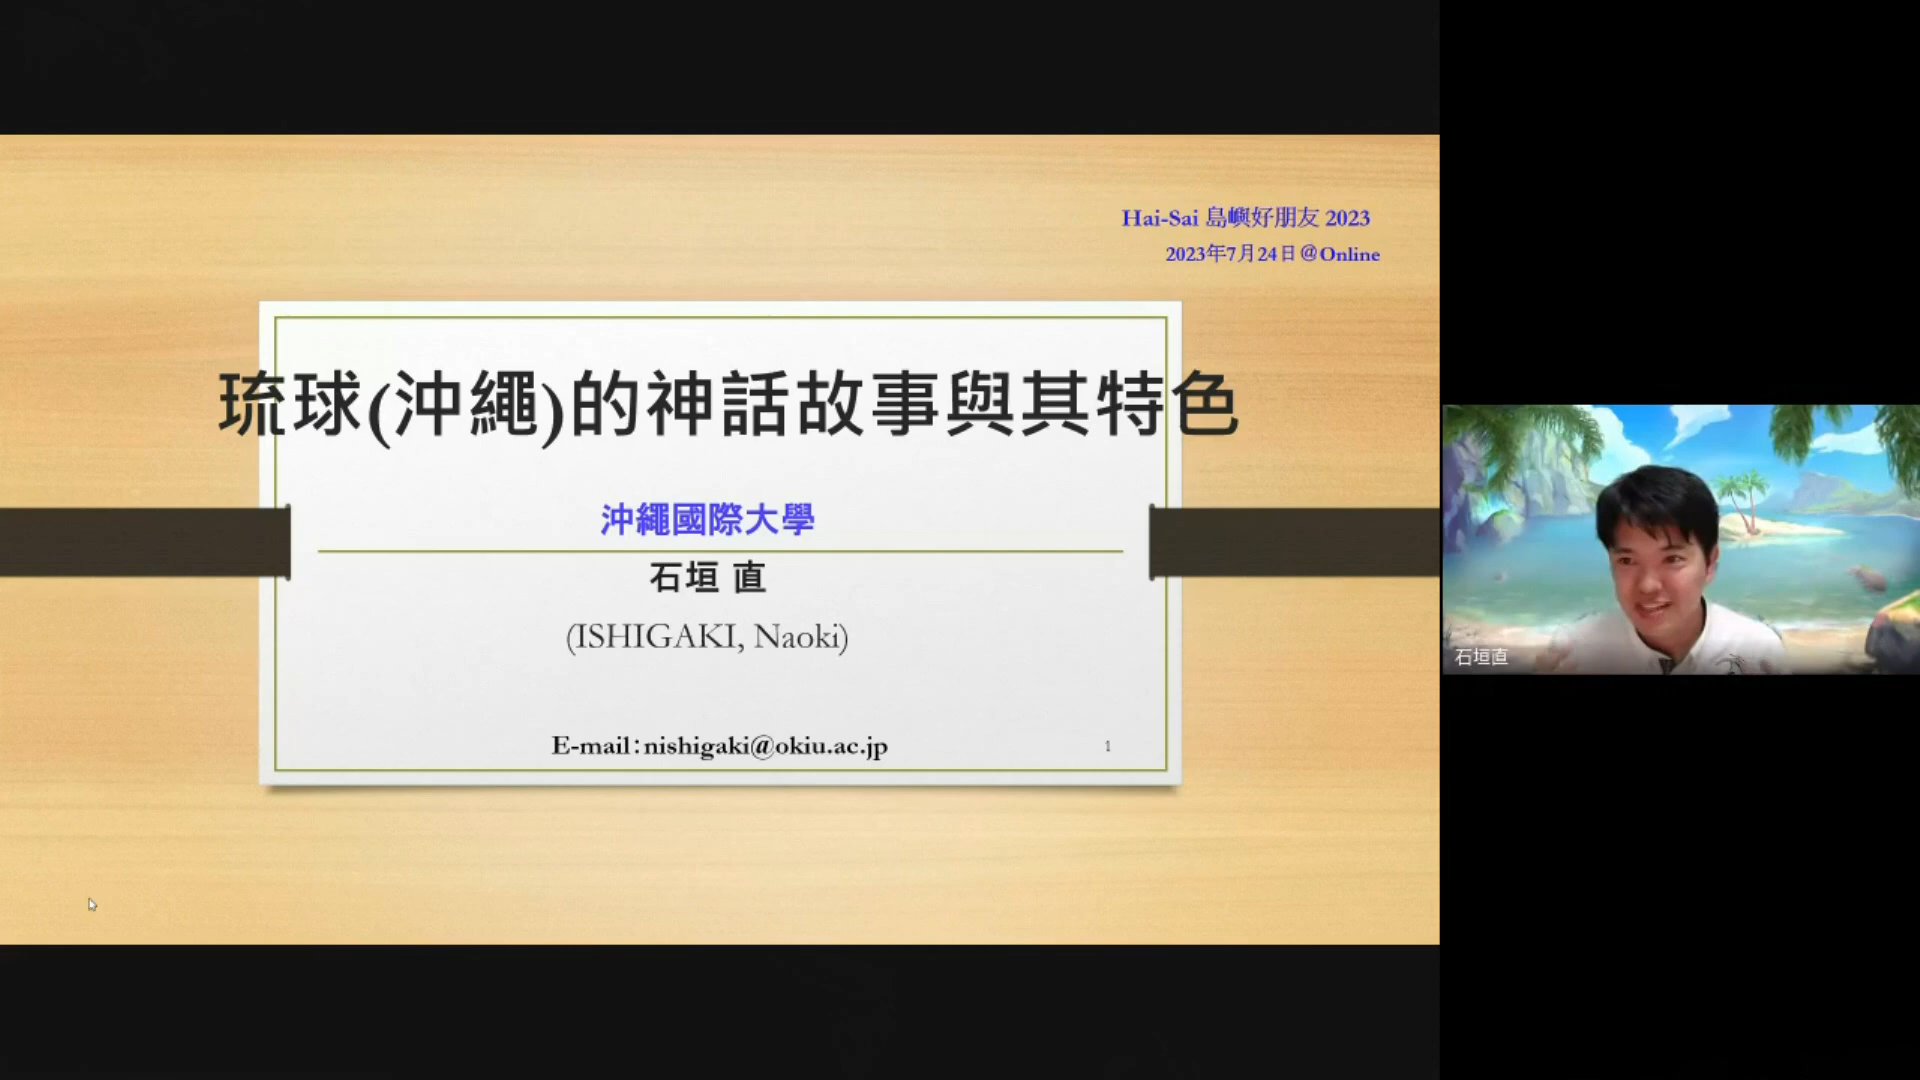 Hai-Sai 島嶼好朋友 2023
2023年7月24日@Online
琉球(沖繩)的神話故事與其特色
沖繩國際大學
石垣 直
(ISHIGAKI, Naoki)
E-mail:nishigaki@okiu.ac.jp
1
石垣直